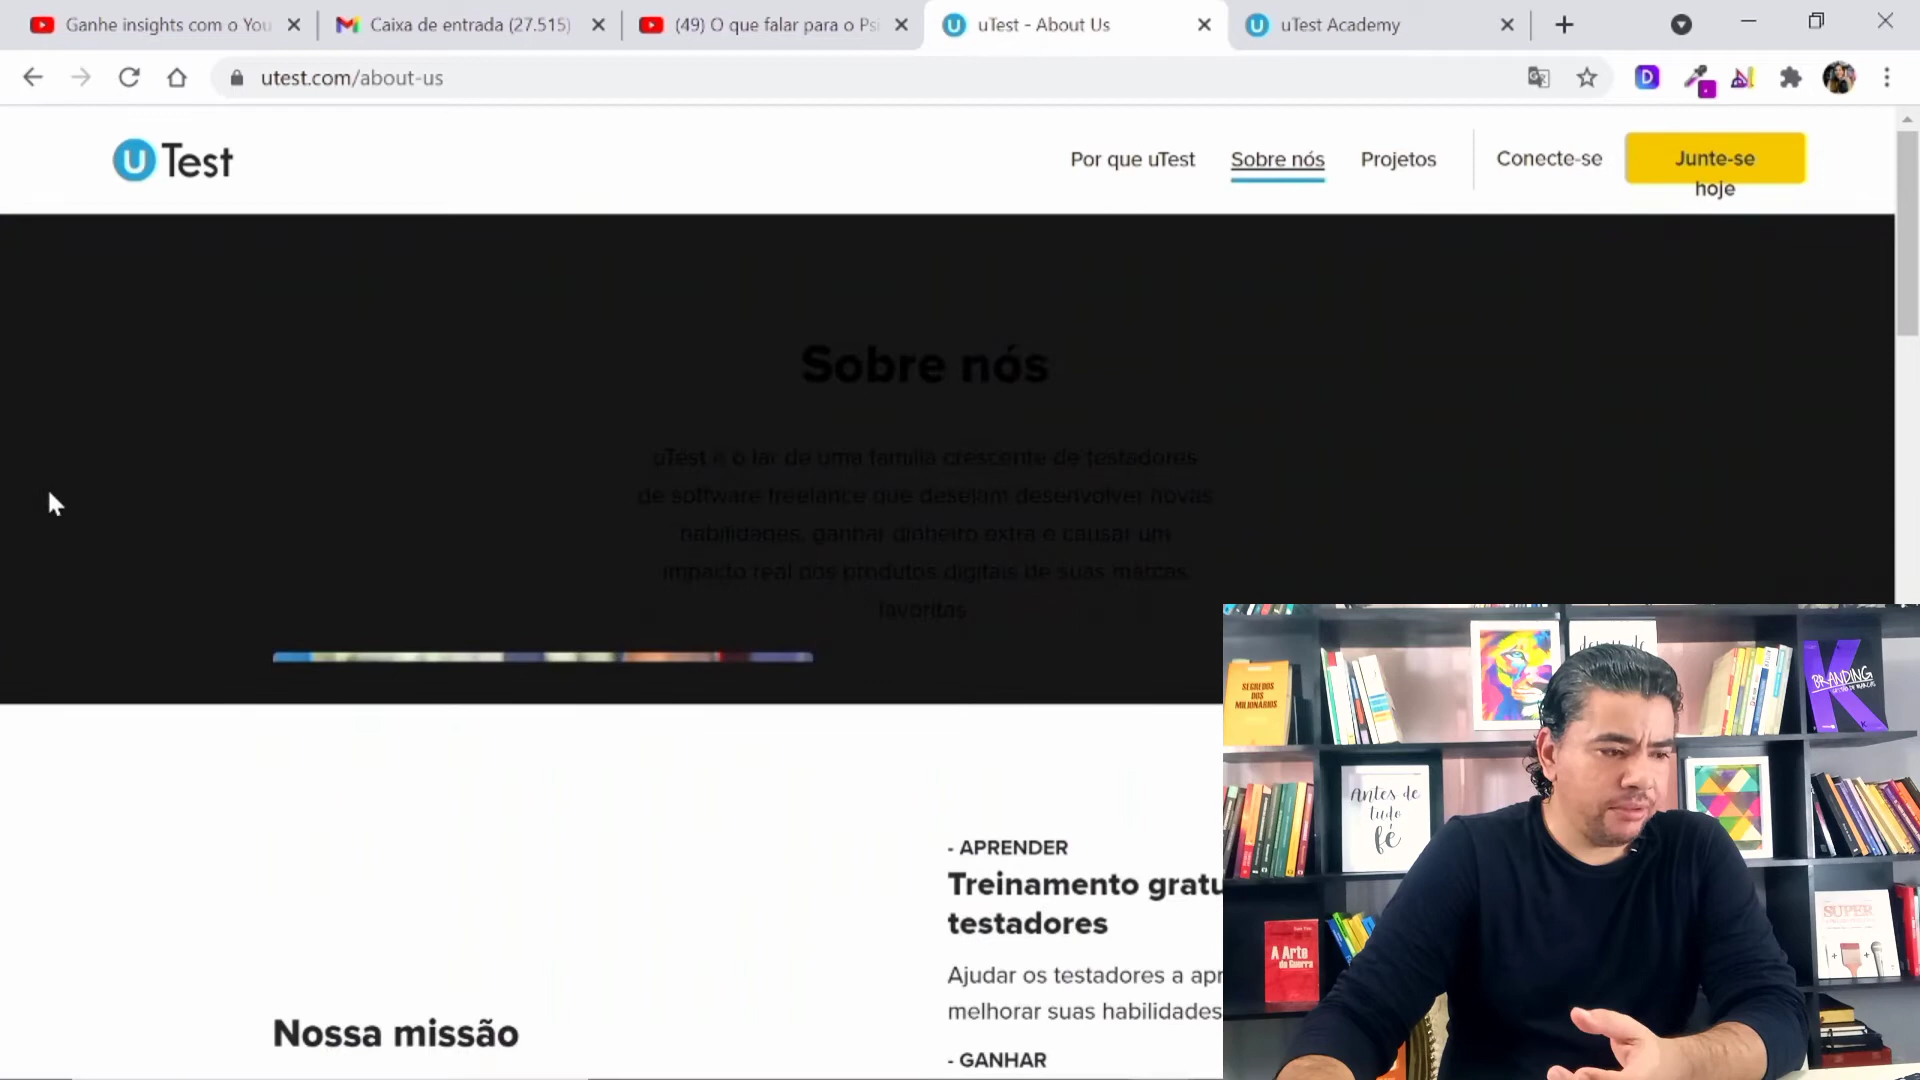 Ganhe insights com o You
Caixa de entrada (27.515)
(49) O que falar para o Psi
uTest - About Us
uTest Academy
utest.com/about-us
U Test
Por que uTest
Sobre nós
Projetos
Conecte-se
Junte-se
hoje
Sobre nós
uTest é o lar de uma família crescente de testadores
de software freelance que desejam desenvolver novas
habilidades, ganhar dinheiro extra e causar um
impacto real nos produtos digitais de suas marcas
favoritas.
- APRENDER
Treinamento gratu
testadores
Ajudar os testadores a apr
melhorar suas habilidades
Nossa missão
- GANHAR
SEGREDOS
DOS
MILIONÁRIOS
BRANDING
Antes de
tudo
fé
A Arte
da Guerra
SUPER